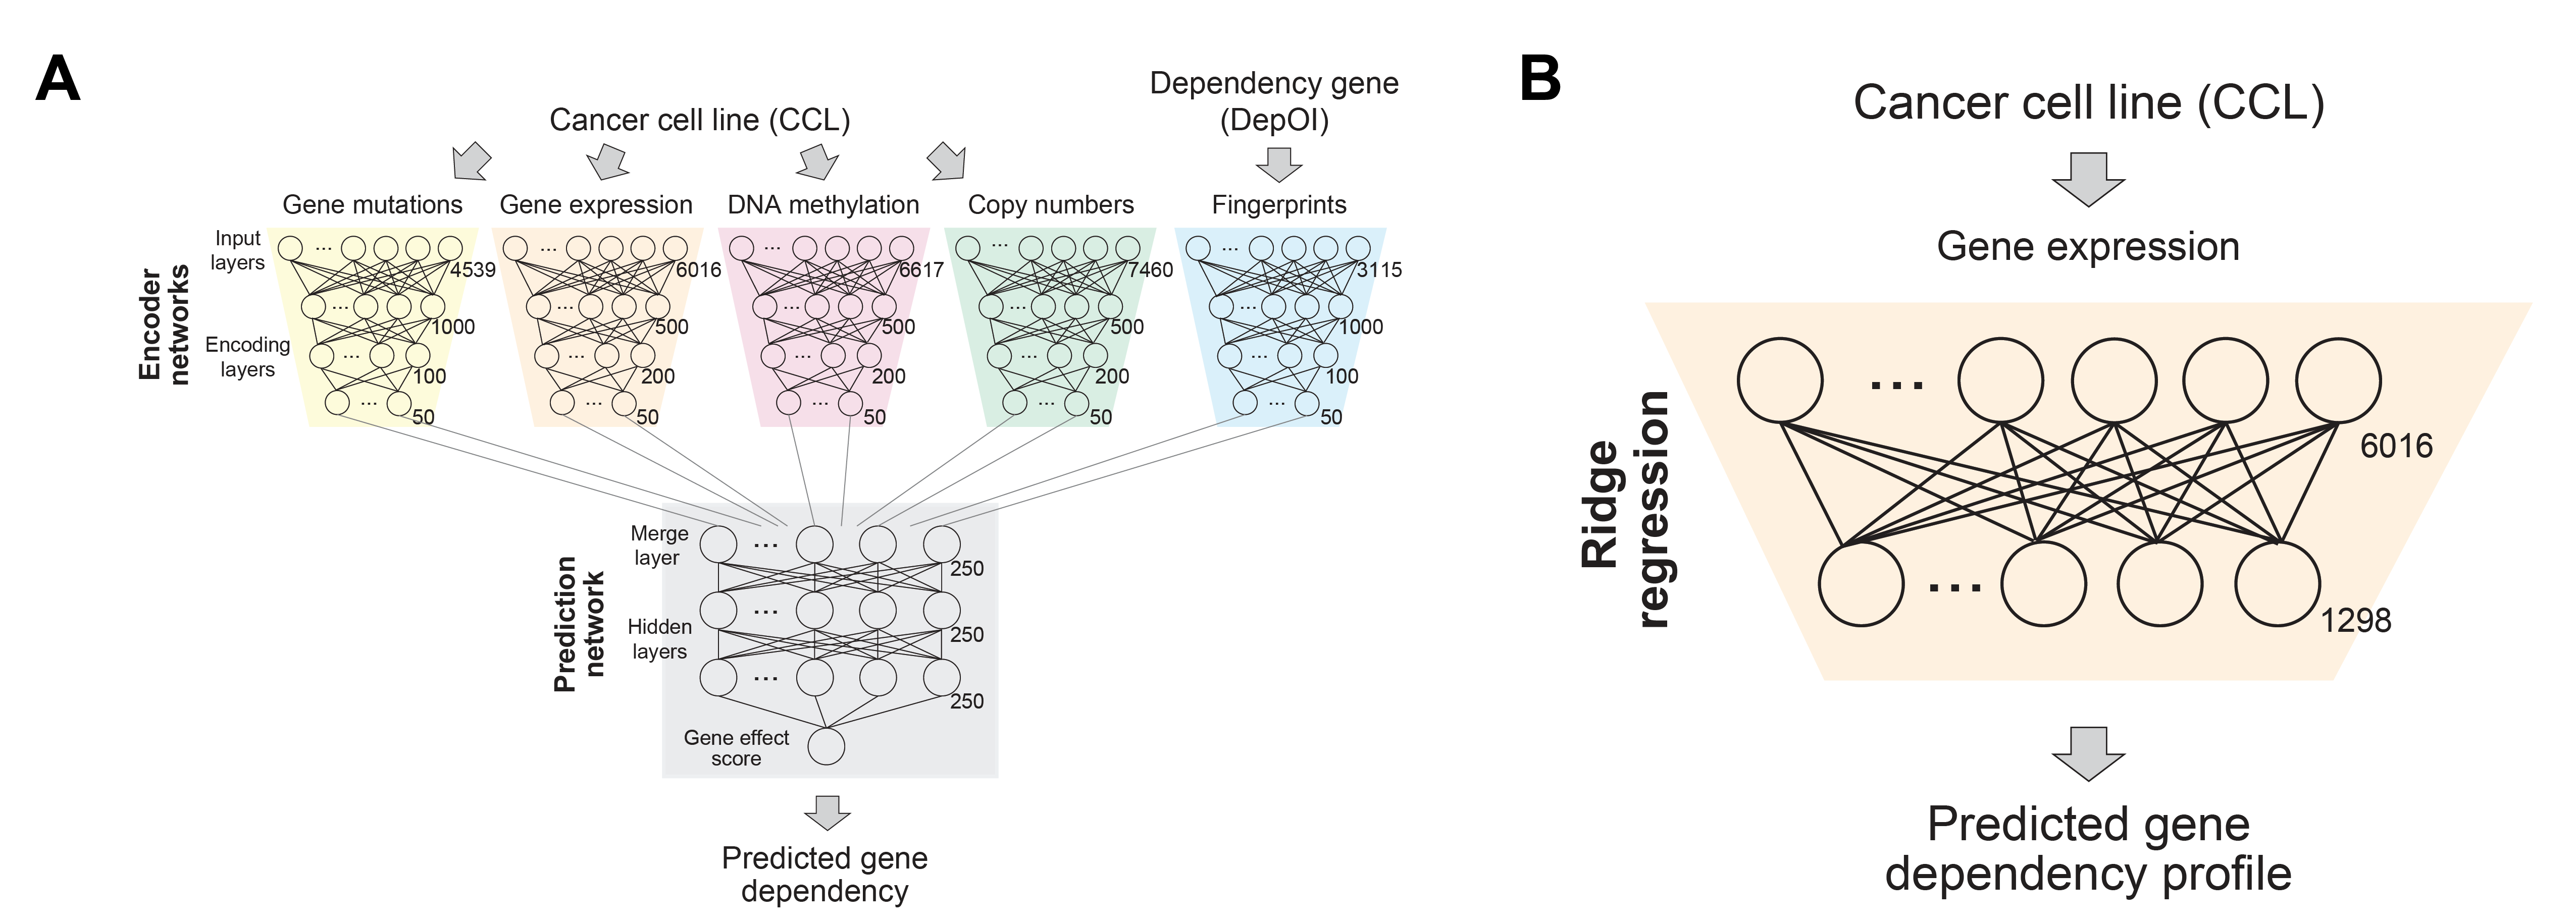 A
Cancer cell line (CCL)
Dependency gene
(DepOI)
Gene mutations
Gene expression
DNA methylation
Copy numbers
Fingerprints
Encoder
networks
Input
layers
...
...
...
...
...
4539
6016
6617
7460
3115
...
...
...
...
...
1000
500
500
500
1000
Encoding
layers
...
...
...
...
...
100
200
200
200
100
...
...
...
...
...
50
50
50
50
50
Prediction
network
Merge
layer
...
250
...
250
Hidden
layers
...
250
Gene effect
score
Predicted gene
dependency
B
Cancer cell line (CCL)
Gene expression
Ridge
regression
...
6016
...
1298
Predicted gene
dependency profile